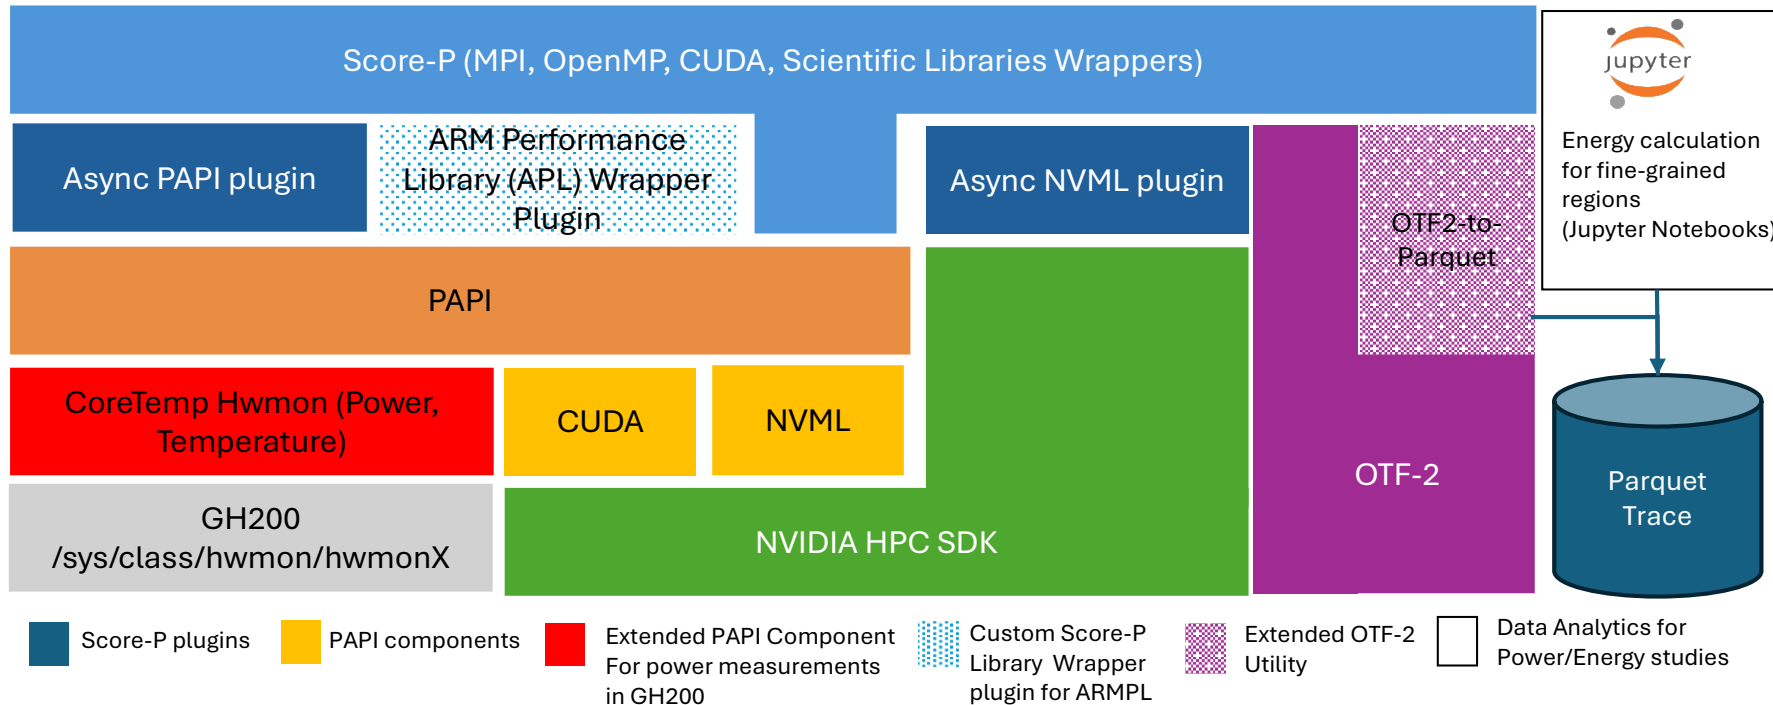 Score-P (MPI, OpenMP, CUDA, Scientific Libraries Wrappers)
jupyter
Energy calculation
for fine-grained
regions
(Jupyter Notebooks)
Async PAPI plugin
ARM Performance
Library (APL) Wrapper
Plugin
Async NVML plugin
OTF2-to-
Parquet
PAPI
CoreTemp Hwmon (Power,
Temperature)
CUDA
NVML
OTF-2
Parquet
Trace
GH200
/sys/class/hwmon/hwmonX
NVIDIA HPC SDK
Score-P plugins
PAPI components
Extended PAPI Component
For power measurements
in GH200
Custom Score-P
Library Wrapper
plugin for ARMPL
Extended OTF-2
Utility
Data Analytics for
Power/Energy studies